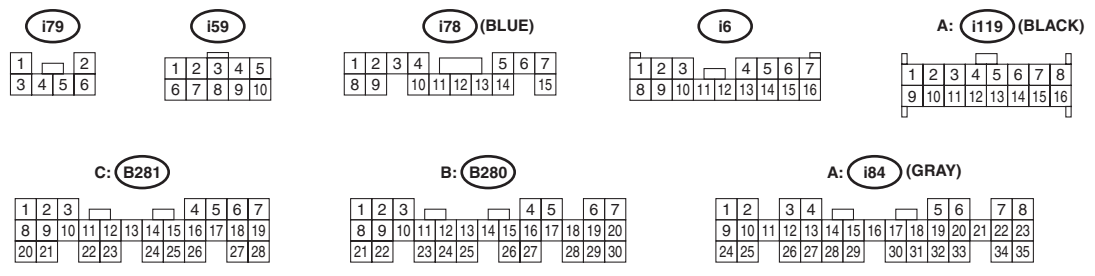 i79 i59 i78 (BLUE) i6 A: i119 (BLACK)
1 2 1 2 3 4 5 1 2 3 4 5 6 7 1 2 3 4 5 6 7 1 2 3 4 5 6 7 8
3 4 5 6 6 7 8 9 10 8 9 10 11 12 13 14 15 8 9 10 11 12 13 14 15 16 9 10 11 12 13 14 15 16
C: B281 B: B280 A: i84 (GRAY)
1 2 3 4 5 6 7 1 2 3 4 5 6 7 1 2 3 4 5 6 7 8
8 9 10 11 12 13 14 15 16 17 18 19 8 9 10 11 12 13 14 15 16 17 18 19 20 9 10 11 12 13 14 15 16 17 18 19 20 21 22 23
20 21 22 23 24 25 26 27 28 21 22 23 24 25 26 27 28 29 30 24 25 26 27 28 29 30 31 32 33 34 35